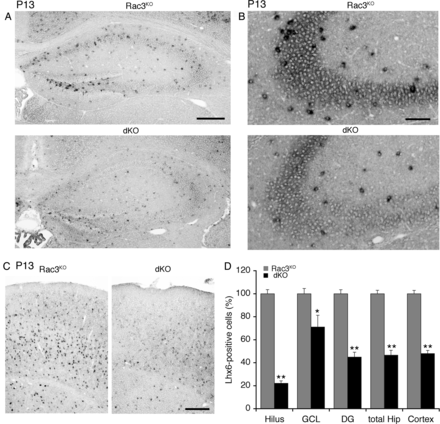 P13
A
Rac3KO
dKO
P13
B
Rac3KO
dKO
C
P13
Rac3KO
dKO
D
Rac3KO
dKO
Lhx6-positive cells (%)
120
100
80
60
40
20
0
**
*
**
**
**
Hilus GCL DG total Hip Cortex